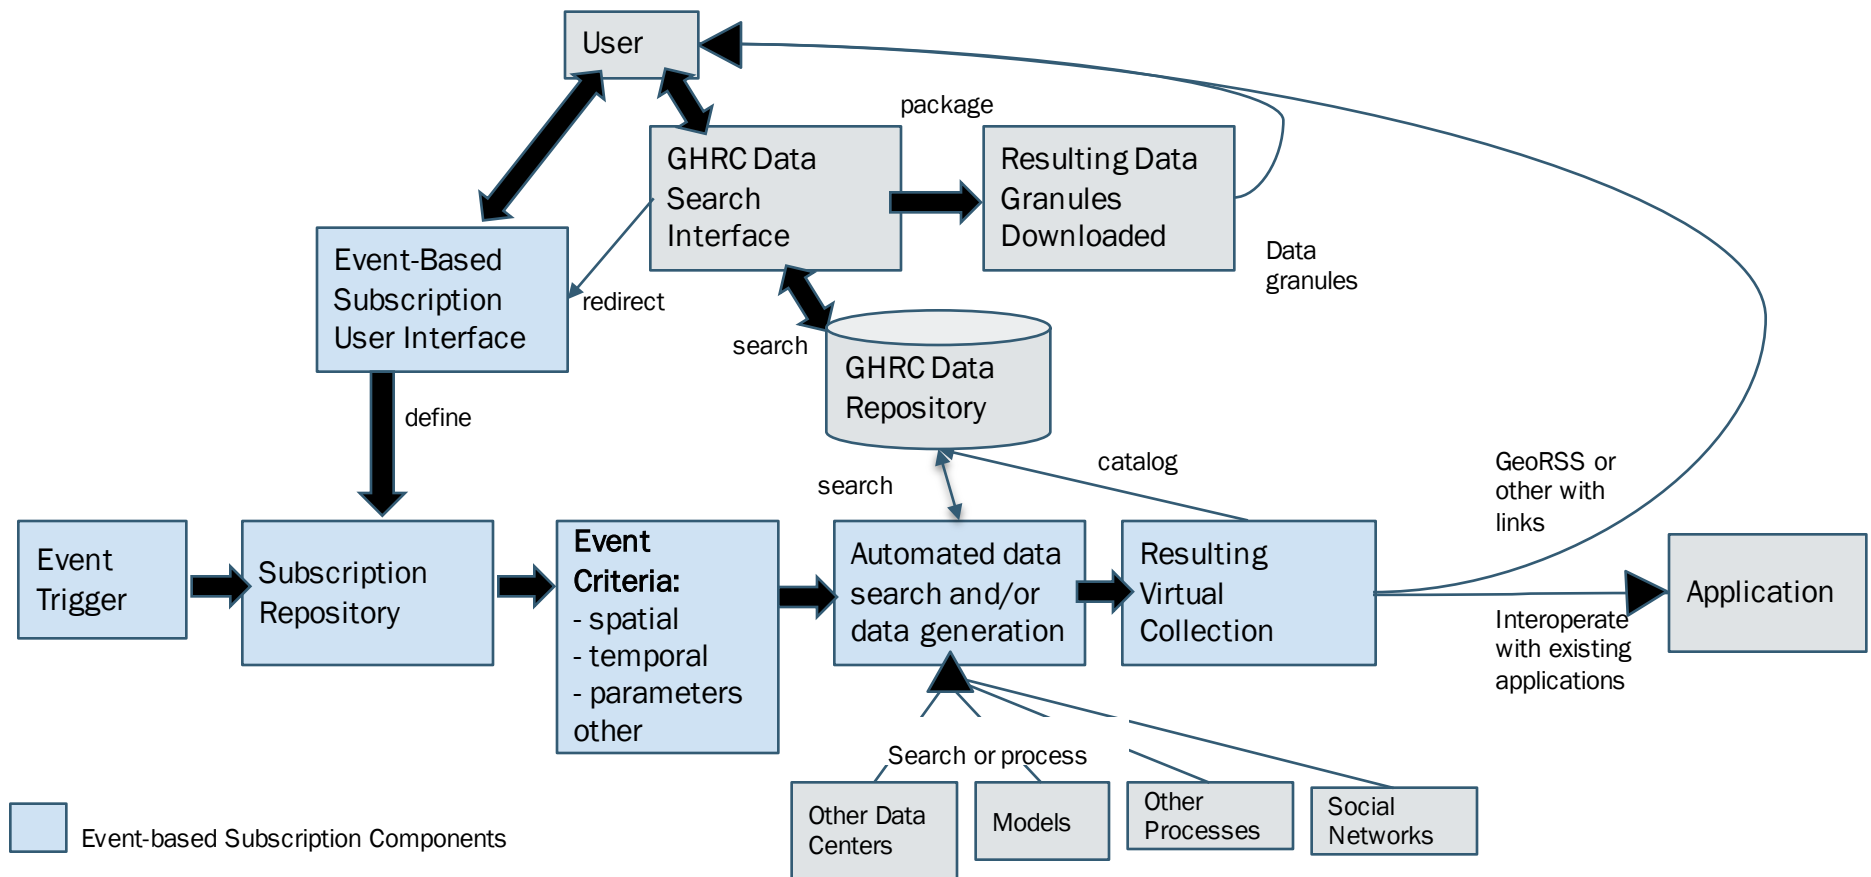 User
package
GHRC Data
Search
Interface
Resulting Data
Granules
Downloaded
Event-Based
Subscription
User Interface
redirect
Data
granules
search
GHRC Data
Repository
define
search
catalog
GeoRSS or
other with
links
Event
Trigger
Subscription
Repository
Event
Criteria:
- spatial
- temporal
- parameters
other
Automated data
search and/or
data generation
Resulting
Virtual
Collection
Application
Interoperate
with existing
applications
Search or process
Other Data
Centers
Models
Other
Processes
Social
Networks
Event-based Subscription Components